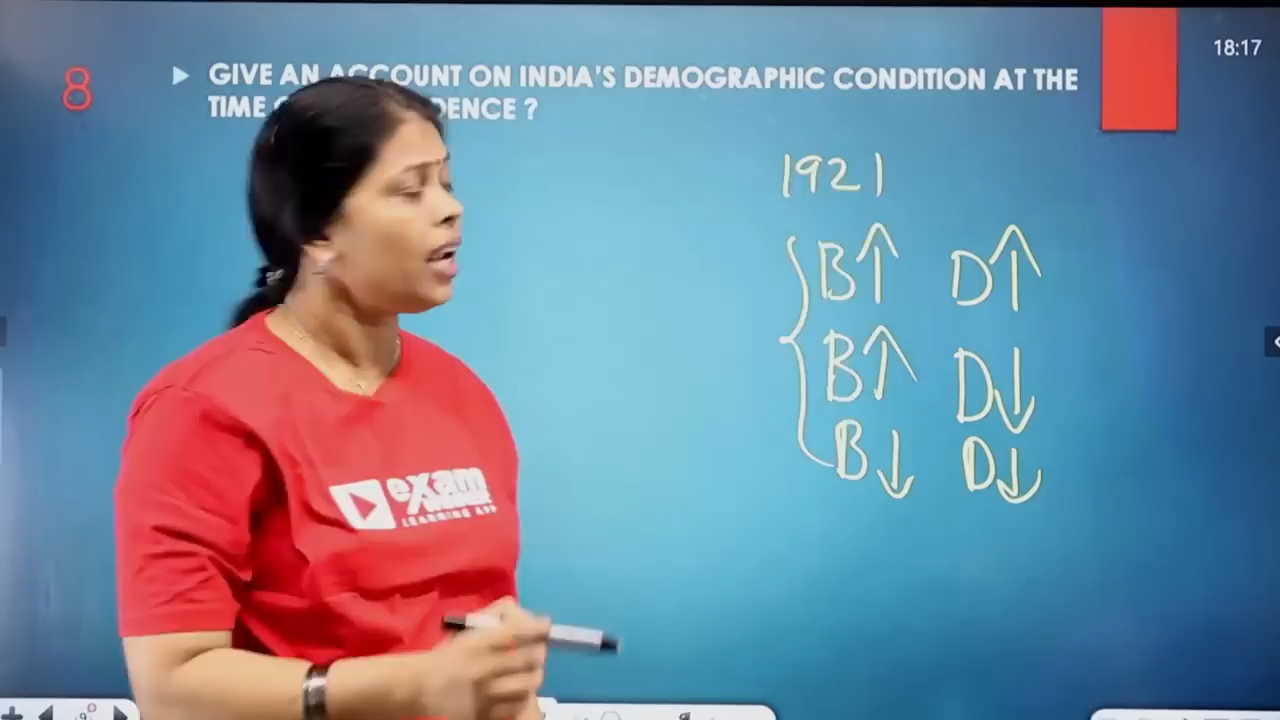 18:17
8
GIVE AN ACCOUNT ON INDIA'S DEMOGRAPHIC CONDITION AT THE
TIME DENCE ?
1921
B↑ D↑
B↑ D↓
B↓ D↓
exam
LEARNING APP